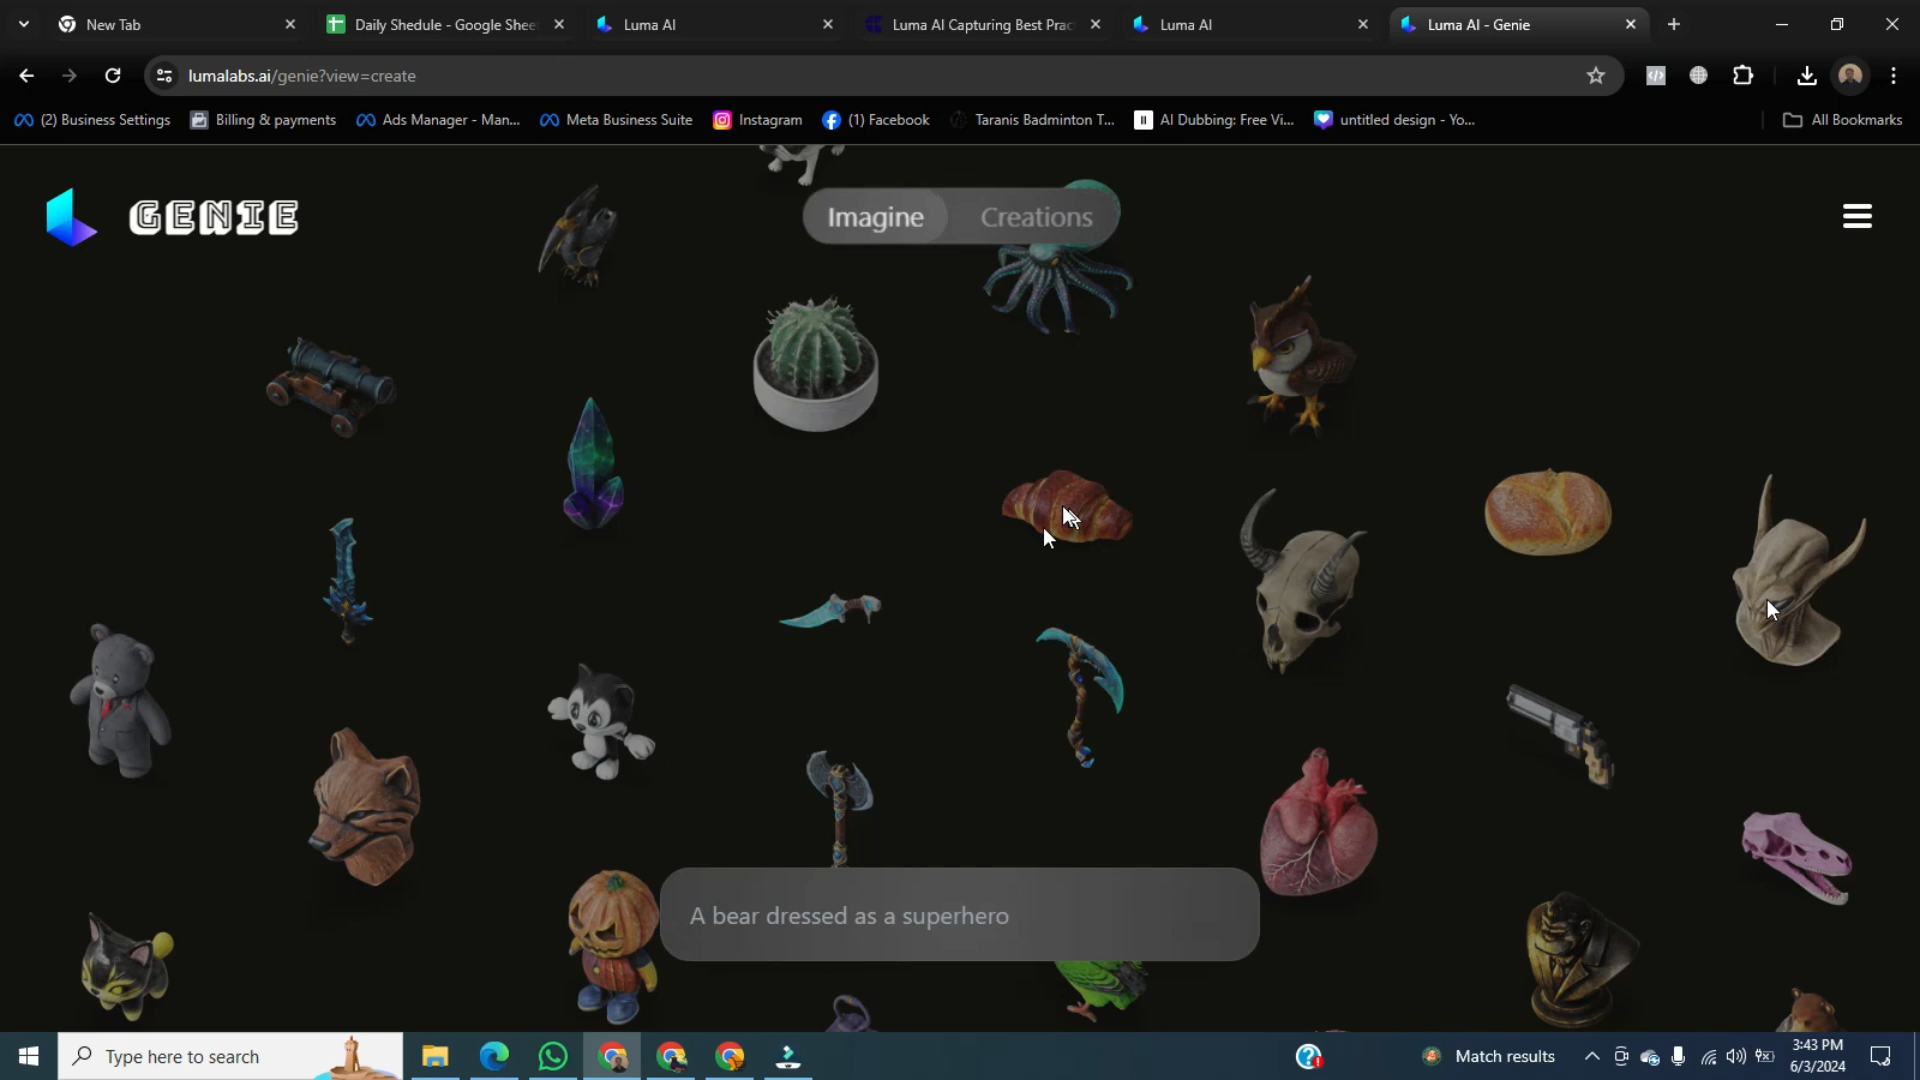 New Tab
Daily Shedule - Google Shee
Luma AI
Luma AI Capturing Best Prac
Luma AI
Luma AI - Genie
lumalabs.ai/genie?view=create
(2) Business Settings
Billing & payments
Ads Manager - Man...
Meta Business Suite
Instagram
(1) Facebook
Taranis Badminton T...
AI Dubbing: Free Vi...
untitled design - Yo...
All Bookmarks
GENIE
Imagine
Creations
A bear dressed as a superhero
Type here to search
Match results
3:43 PM
6/3/2024